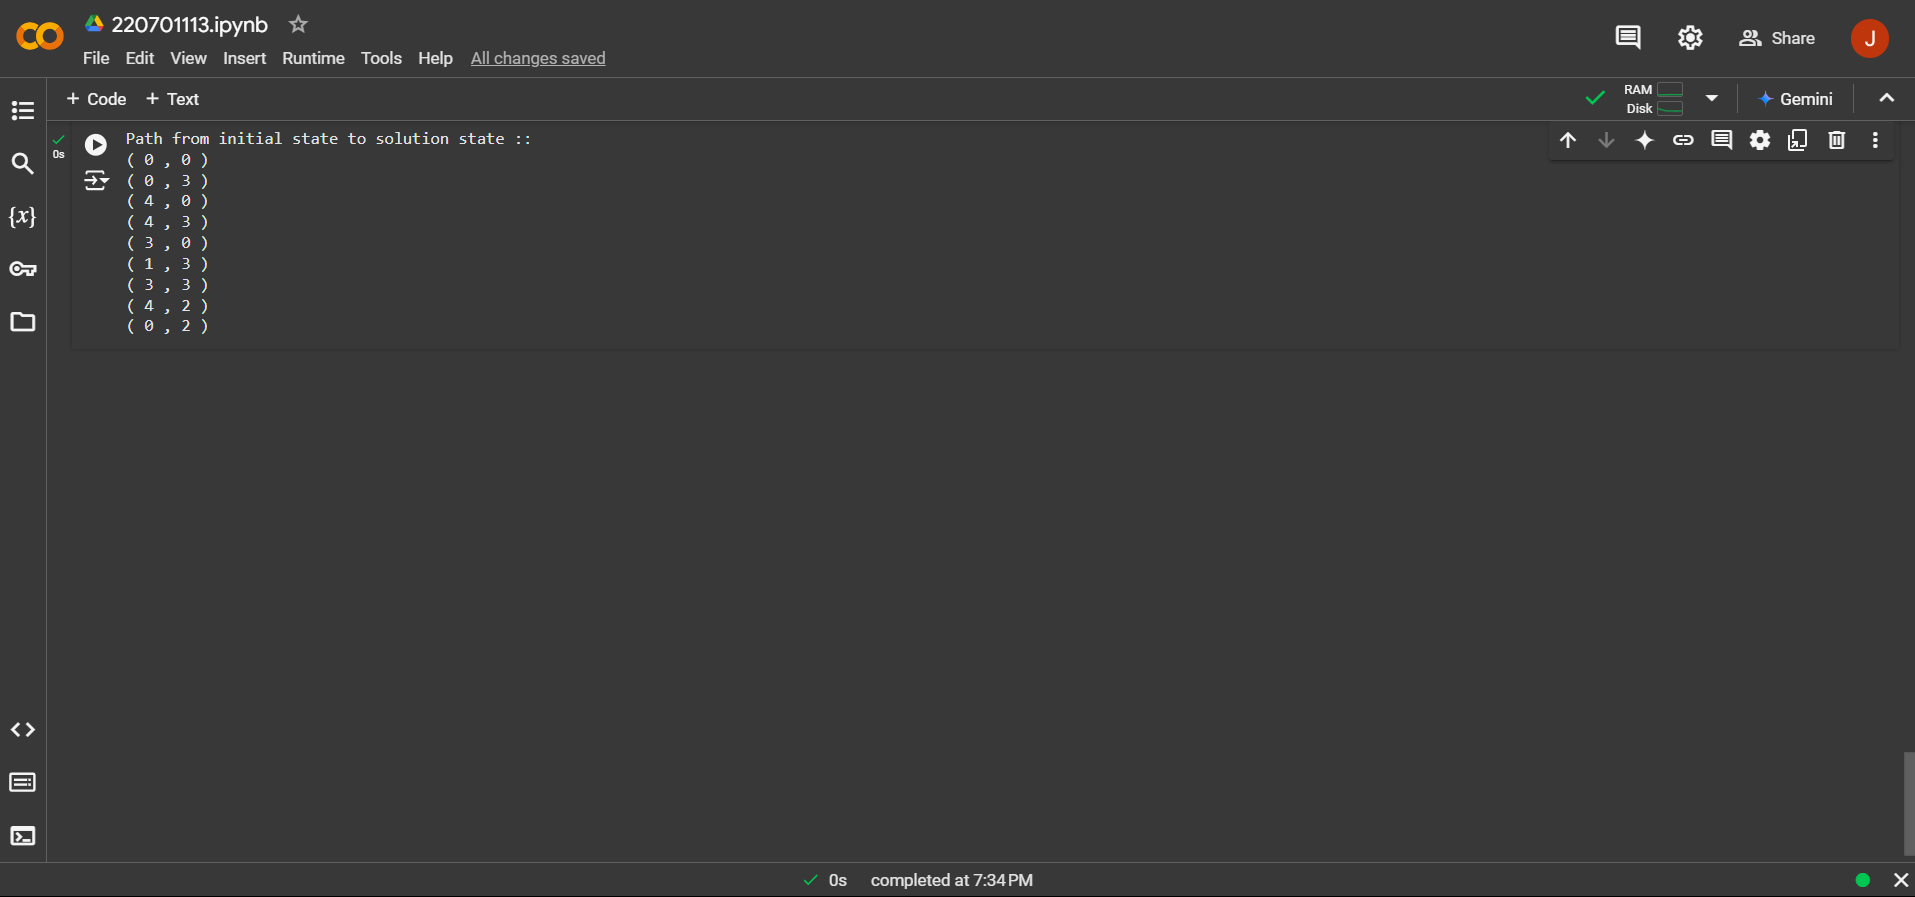 220701113.ipynb
File Edit View Insert Runtime Tools Help All changes saved
Share
J
+ Code + Text
RAM
Disk
Gemini
0s
Path from initial state to solution state ::
( 0 , 0 )
( 0 , 3 )
( 4 , 0 )
( 4 , 3 )
( 3 , 0 )
( 1 , 3 )
( 3 , 3 )
( 4 , 2 )
( 0 , 2 )
{x}
0s completed at 7:34 PM